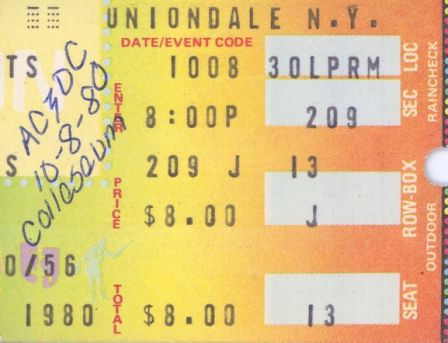 UNIONDALE N.Y.
DATE/EVENT CODE
TS 1008 30LPRM
LOC
RAINCHECK
AC⚡DC
10-8-80
Collaseaum
ENTER
8:00P 209
SEC
S 209 J 13
PRICE
$8.00 J
ROW-BOX
OUTDOOR
0/56
1980 TOTAL $8.00 13
SEAT